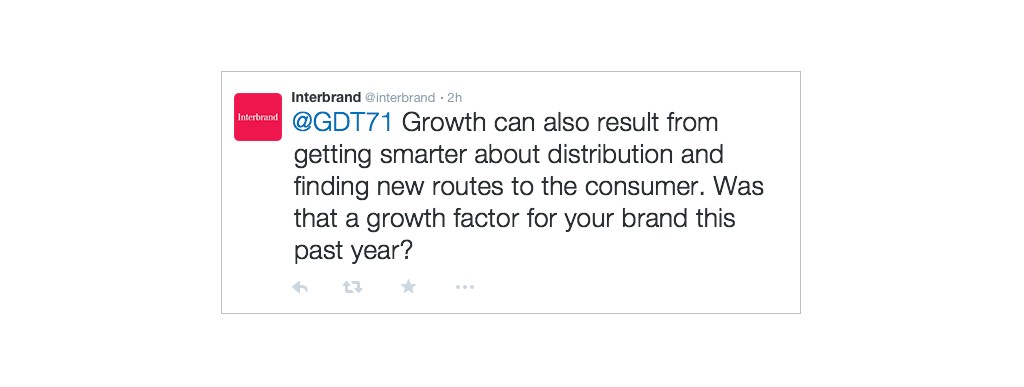 Interbrand
Interbrand @interbrand · 2h
@GDT71 Growth can also result from
getting smarter about distribution and
finding new routes to the consumer. Was
that a growth factor for your brand this
past year?